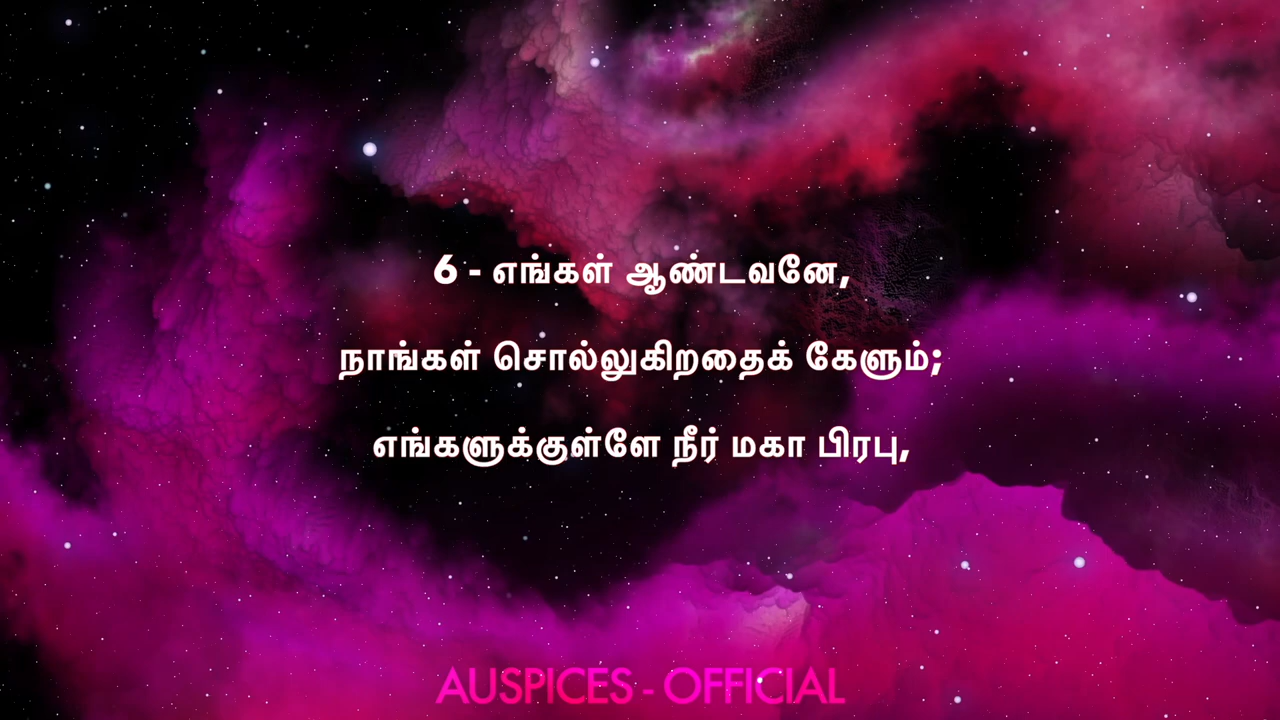 6 - எங்கள் ஆண்டவனே,
நாங்கள் சொல்லுகிறதைக் கேளும்;
எங்களுக்குள்ளே நீர் மகா பிரபு,
AUSPICES - OFFICIAL